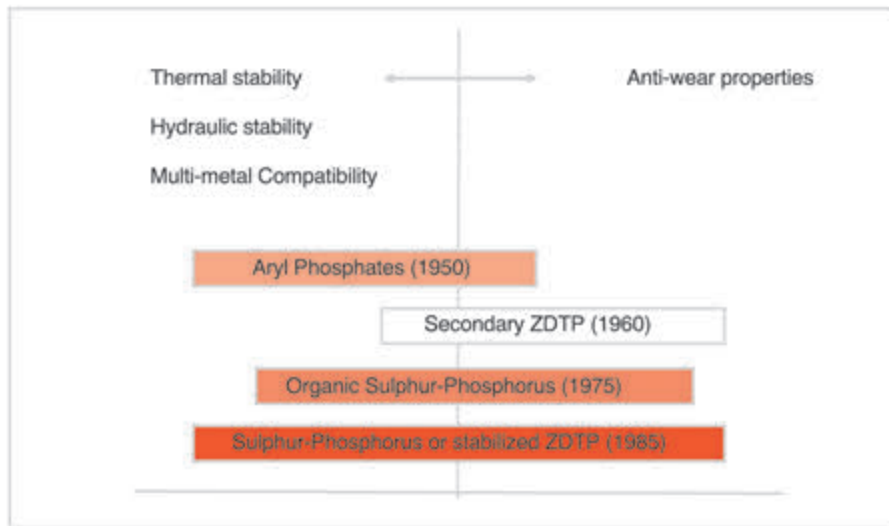 Thermal stability
Anti-wear properties
Hydraulic stability
Multi-metal Compatibility
Aryl Phosphates (1950)
Secondary ZDTP (1960)
Organic Sulphur-Phosphorus (1975)
Sulphur-Phosphorus or stabilized ZDTP (1985)